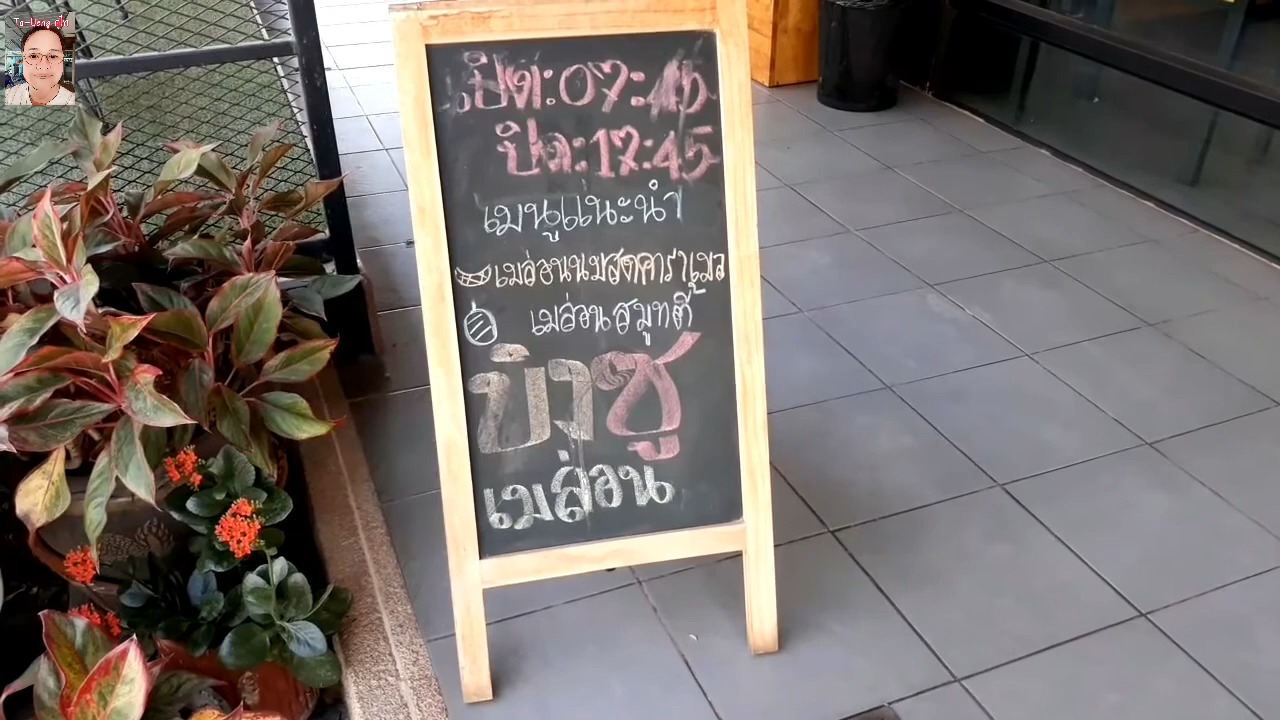 เปิด:07:45
ปิด:17:45
เมนูแนะนำ
เมล่อนนมสดคาราเมล
เมล่อนสมูทตี้
บิงซู
เมล่อน